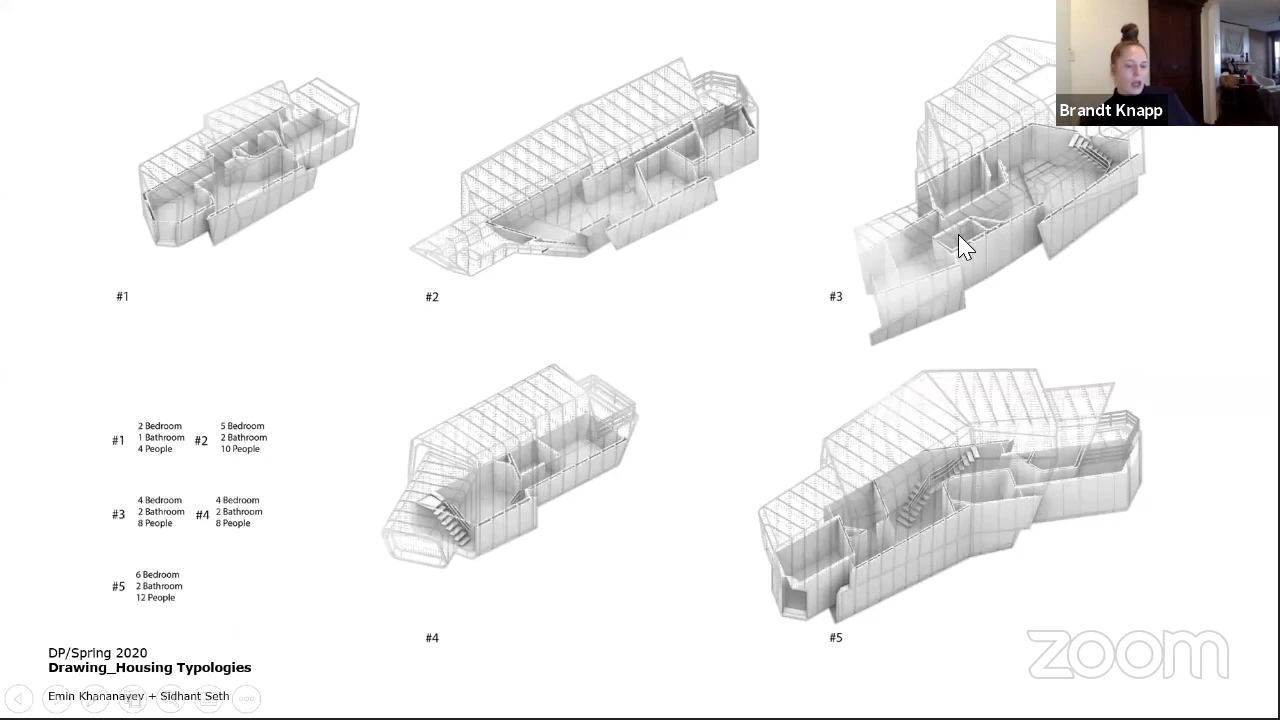 Brandt Knapp
#1
#2
#3
#1 2 Bedroom
1 Bathroom
4 People
#2 5 Bedroom
2 Bathroom
10 People
#3 4 Bedroom
2 Bathroom
8 People
#4 4 Bedroom
2 Bathroom
8 People
#5 6 Bedroom
2 Bathroom
12 People
#4
#5
DP/Spring 2020
Drawing_Housing Typologies
Emin Khananayev + Sidhant Seth
zoom